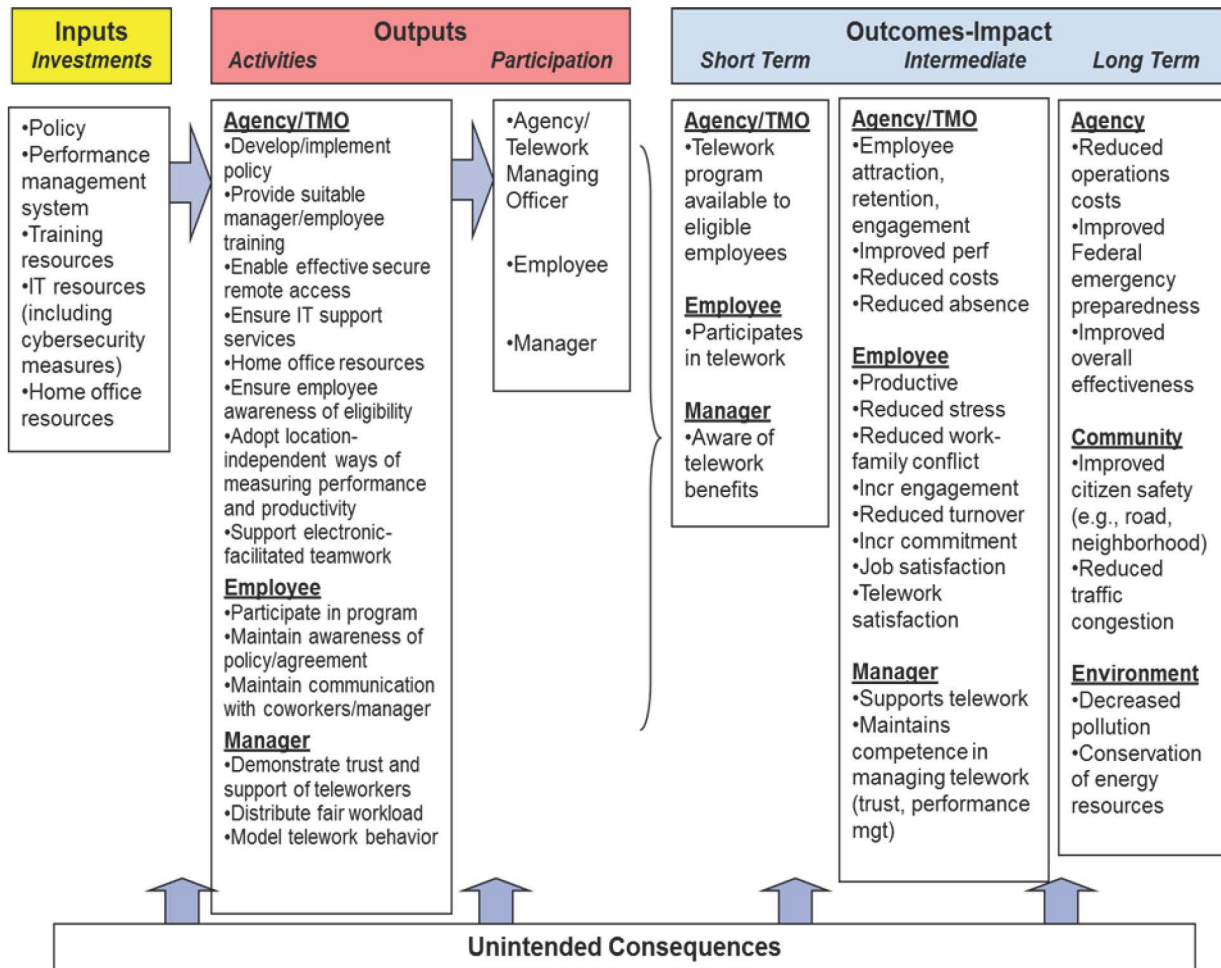 Inputs
Investments
Outputs
Activities
Participation
Outcomes-Impact
Short Term
Intermediate
Long Term
•Policy
•Performance
management
system
•Training
resources
•IT resources
(including
cybersecurity
measures)
•Home office
resources
Agency/TMO
•Develop/implement
policy
•Provide suitable
manager/employee
training
•Enable effective secure
remote access
•Ensure IT support
services
•Home office resources
•Ensure employee
awareness of eligibility
•Adopt location-
independent ways of
measuring performance
and productivity
•Support electronic-
facilitated teamwork
Employee
•Participate in program
•Maintain awareness of
policy/agreement
•Maintain communication
with coworkers/manager
Manager
•Demonstrate trust and
support of teleworkers
•Distribute fair workload
•Model telework behavior
•Agency/
Telework
Managing
Officer
•Employee
•Manager
Agency/TMO
•Telework
program
available to
eligible
employees
Employee
•Participates
in telework
Manager
•Aware of
telework
benefits
Agency/TMO
•Employee
attraction,
retention,
engagement
•Improved perf
•Reduced costs
•Reduced absence
Employee
•Productive
•Reduced stress
•Reduced work-
family conflict
•Incr engagement
•Reduced turnover
•Incr commitment
•Job satisfaction
•Telework
satisfaction
Manager
•Supports telework
•Maintains
competence in
managing telework
(trust, performance
mgt)
Agency
•Reduced
operations
costs
•Improved
Federal
emergency
preparedness
•Improved
overall
effectiveness
Community
•Improved
citizen safety
(e.g., road,
neighborhood)
•Reduced
traffic
congestion
Environment
•Decreased
pollution
•Conservation
of energy
resources
Unintended Consequences